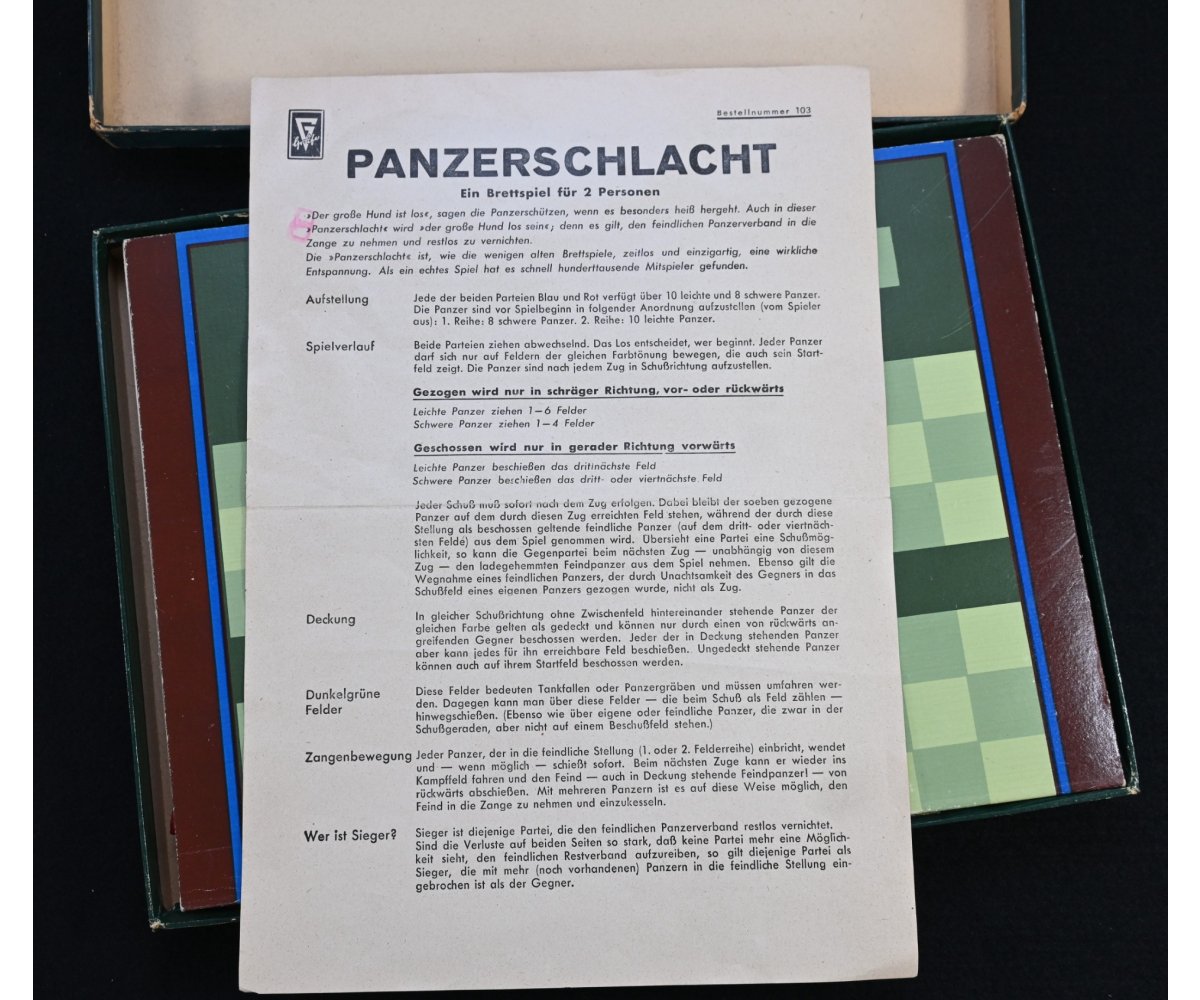 Bestellnummer 103
PANZERSCHLACHT
Ein Brettspiel für 2 Personen
»Der große Hund ist los«, sagen die Panzerschützen, wenn es besonders heiß hergeht. Auch in dieser
»Panzerschlacht« wird »der große Hund los sein«; denn es gilt, den feindlichen Panzerverband in die
Zange zu nehmen und restlos zu vernichten.
Die »Panzerschlacht« ist, wie die wenigen alten Brettspiele, zeitlos und einzigartig, eine wirkliche
Entspannung. Als ein echtes Spiel hat es schnell hunderttausende Mitspieler gefunden.
Aufstellung Jede der beiden Parteien Blau und Rot verfügt über 10 leichte und 8 schwere Panzer.
Die Panzer sind vor Spielbeginn in folgender Anordnung aufzustellen (vom Spieler
aus): 1. Reihe: 8 schwere Panzer. 2. Reihe: 10 leichte Panzer.
Spielverlauf Beide Parteien ziehen abwechselnd. Das Los entscheidet, wer beginnt. Jeder Panzer
darf sich nur auf Feldern der gleichen Farbtönung bewegen, die auch sein Start-
feld zeigt. Die Panzer sind nach jedem Zug in Schußrichtung aufzustellen.
Gezogen wird nur in schräger Richtung, vor- oder rückwärts
Leichte Panzer ziehen 1—6 Felder
Schwere Panzer ziehen 1—4 Felder
Geschossen wird nur in gerader Richtung vorwärts
Leichte Panzer beschießen das drittnächste Feld
Schwere Panzer beschießen das dritt- oder viertnächste Feld
Jeder Schuß muß sofort nach dem Zug erfolgen. Dabei bleibt der soeben gezogene
Panzer auf dem durch diesen Zug erreichten Feld stehen, während der durch diese
Stellung als beschossen geltende feindliche Panzer (auf dem dritt- oder viertnäch-
sten Felde) aus dem Spiel genommen wird. Übersieht eine Partei eine Schußmög-
lichkeit, so kann die Gegenpartei beim nächsten Zug — unabhängig von diesem
Zug — den ladegehemmten Feindpanzer aus dem Spiel nehmen. Ebenso gilt die
Wegnahme eines feindlichen Panzers, der durch Unachtsamkeit des Gegners in das
Schußfeld eines eigenen Panzers gezogen wurde, nicht als Zug.
Deckung In gleicher Schußrichtung ohne Zwischenfeld hintereinander stehende Panzer der
gleichen Farbe gelten als gedeckt und können nur durch einen von rückwärts an-
greifenden Gegner beschossen werden. Jeder der in Deckung stehenden Panzer
aber kann jedes für ihn erreichbare Feld beschießen. Ungedeckt stehende Panzer
können auch auf ihrem Startfeld beschossen werden.
Dunkelgrüne Felder Diese Felder bedeuten Tankfallen oder Panzergräben und müssen umfahren wer-
den. Dagegen kann man über diese Felder — die beim Schuß als Feld zählen —
hinwegschießen. (Ebenso wie über eigene oder feindliche Panzer, die zwar in der
Schußgeraden, aber nicht auf einem Beschußfeld stehen.)
Zangenbewegung Jeder Panzer, der in die feindliche Stellung (1. oder 2. Felderreihe) einbricht, wendet
und — wenn möglich — schießt sofort. Beim nächsten Zuge kann er wieder ins
Kampffeld fahren und den Feind — auch in Deckung stehende Feindpanzer! — von
rückwärts abschießen. Mit mehreren Panzern ist es auf diese Weise möglich, den
Feind in die Zange zu nehmen und einzukesseln.
Wer ist Sieger? Sieger ist diejenige Partei, die den feindlichen Panzerverband restlos vernichtet.
Sind die Verluste auf beiden Seiten so stark, daß keine Partei mehr eine Möglich-
keit sieht, den feindlichen Restverband aufzureiben, so gilt diejenige Partei als
Sieger, die mit mehr (noch vorhandenen) Panzern in die feindliche Stellung ein-
gebrochen ist als der Gegner.